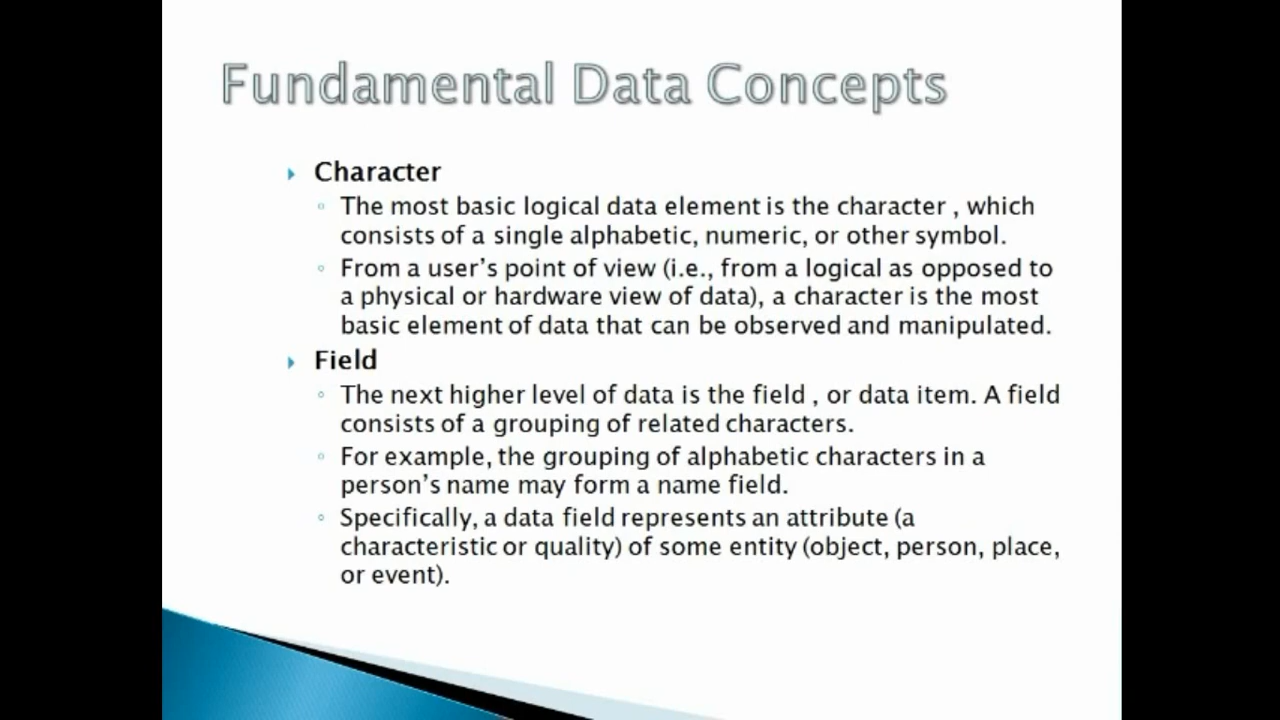 Fundamental Data Concepts
Character
The most basic logical data element is the character , which
consists of a single alphabetic, numeric, or other symbol.
From a user’s point of view (i.e., from a logical as opposed to
a physical or hardware view of data), a character is the most
basic element of data that can be observed and manipulated.
Field
The next higher level of data is the field , or data item. A field
consists of a grouping of related characters.
For example, the grouping of alphabetic characters in a
person’s name may form a name field.
Specifically, a data field represents an attribute (a
characteristic or quality) of some entity (object, person, place,
or event).